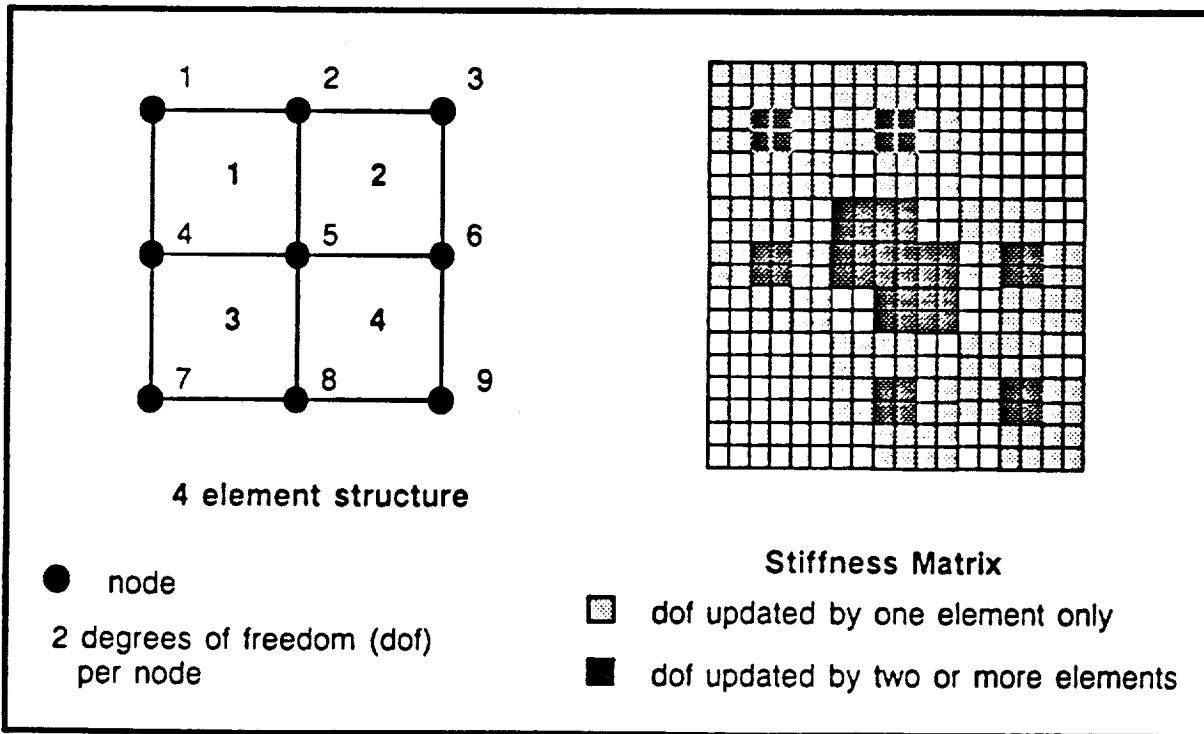 1 2 3
1 2
4 5 6
3 4
7 8 9
4 element structure
node
2 degrees of freedom (dof)
per node
Stiffness Matrix
dof updated by one element only
dof updated by two or more elements